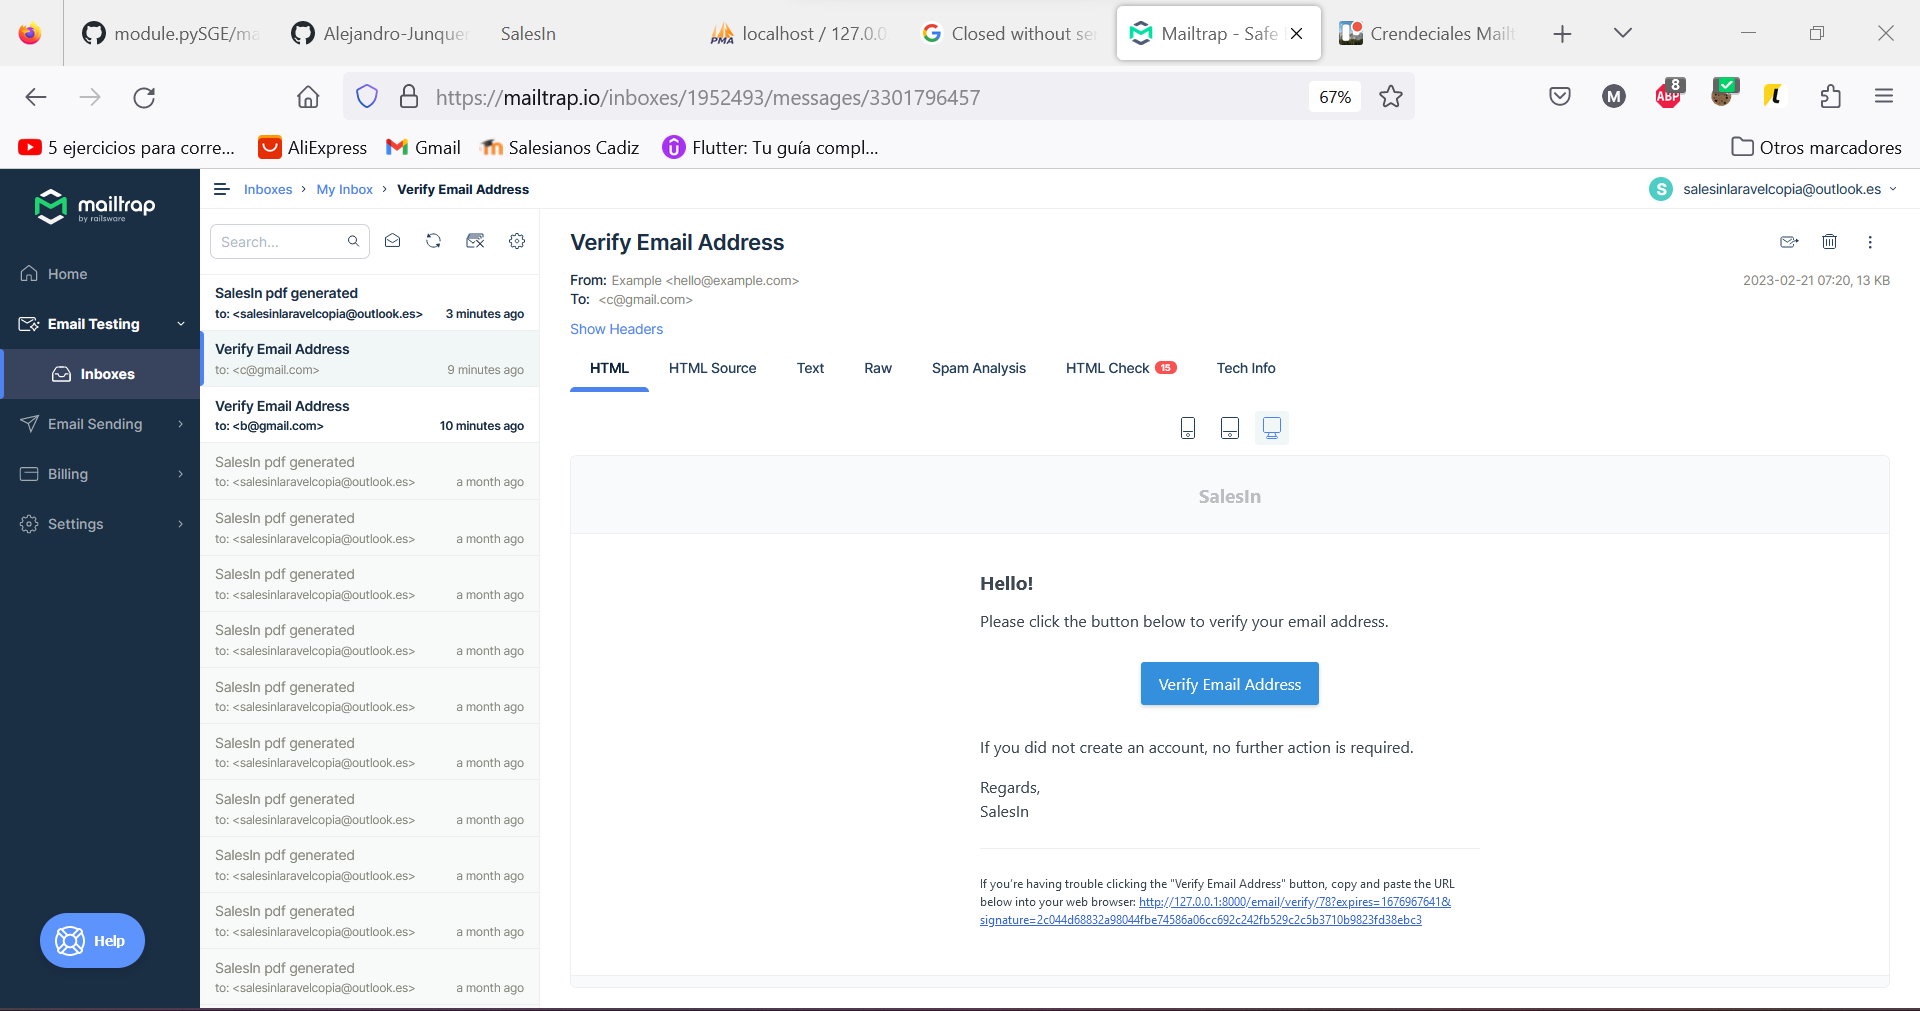 module.pySGE/ma
Alejandro-Junquer
SalesIn
localhost / 127.0.0
Closed without se
Mailtrap - Safe
Crendeciales Mailt
https://mailtrap.io/inboxes/1952493/messages/3301796457
67%
M
ABP
8
5 ejercicios para corre...
AliExpress
Gmail
Salesianos Cadiz
Flutter: Tu guía compl...
Otros marcadores
mailtrap
by railsware
Inboxes › My Inbox › Verify Email Address
S
salesinlaravelcopia@outlook.es
Home
Email Testing
Inboxes
Email Sending
Billing
Settings
Help
Search...
SalesIn pdf generated
to: <salesinlaravelcopia@outlook.es> 3 minutes ago
Verify Email Address
to: <c@gmail.com> 9 minutes ago
Verify Email Address
to: <b@gmail.com> 10 minutes ago
SalesIn pdf generated
to: <salesinlaravelcopia@outlook.es> a month ago
SalesIn pdf generated
to: <salesinlaravelcopia@outlook.es> a month ago
SalesIn pdf generated
to: <salesinlaravelcopia@outlook.es> a month ago
SalesIn pdf generated
to: <salesinlaravelcopia@outlook.es> a month ago
SalesIn pdf generated
to: <salesinlaravelcopia@outlook.es> a month ago
SalesIn pdf generated
to: <salesinlaravelcopia@outlook.es> a month ago
SalesIn pdf generated
to: <salesinlaravelcopia@outlook.es> a month ago
SalesIn pdf generated
to: <salesinlaravelcopia@outlook.es> a month ago
SalesIn pdf generated
to: <salesinlaravelcopia@outlook.es> a month ago
SalesIn pdf generated
to: <salesinlaravelcopia@outlook.es> a month ago
Verify Email Address
From: Example <hello@example.com>
2023-02-21 07:20, 13 KB
To: <c@gmail.com>
Show Headers
HTML
HTML Source
Text
Raw
Spam Analysis
HTML Check 15
Tech Info
SalesIn
Hello!
Please click the button below to verify your email address.
Verify Email Address
If you did not create an account, no further action is required.
Regards,
SalesIn
If you're having trouble clicking the "Verify Email Address" button, copy and paste the URL
below into your web browser: http://127.0.0.1:8000/email/verify/78?expires=1676967641&
signature=2c044d68832a98044fbe74586a06cc692c242fb529c2c5b3710b9823fd38ebc3